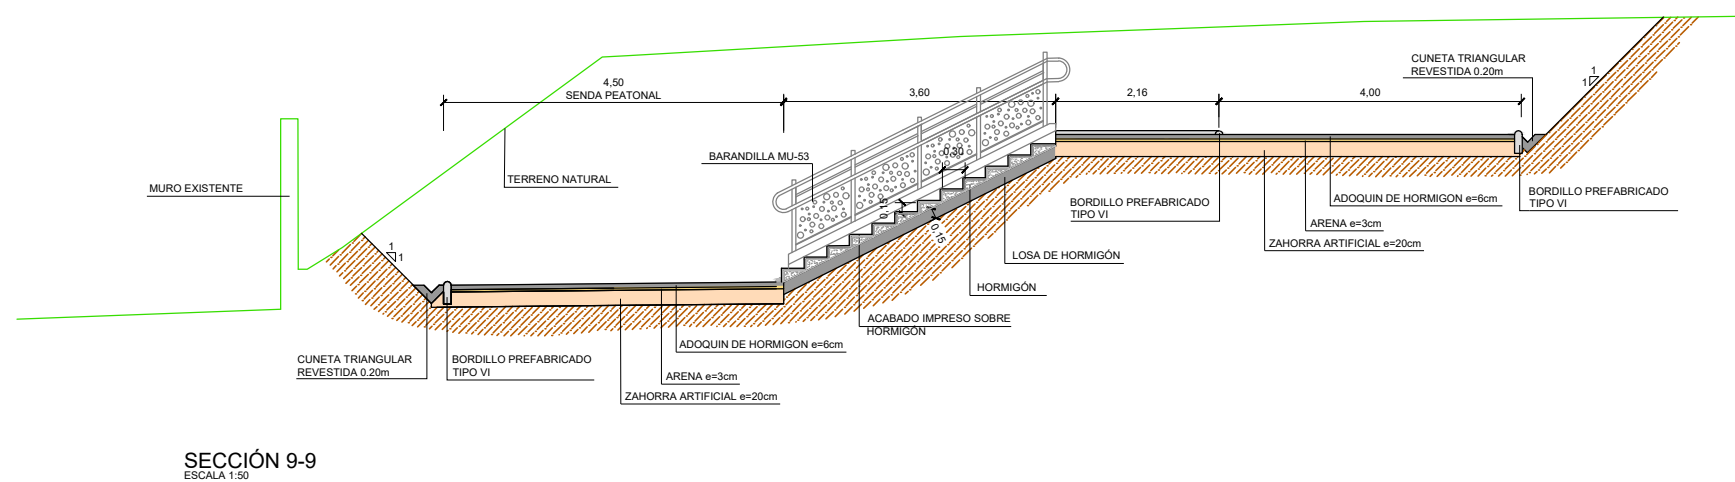 CUNETA TRIANGULAR
REVESTIDA 0.20m
1
1
4,50
SENDA PEATONAL
3,60
2,16
4,00
BARANDILLA MU-53
0,30
TERRENO NATURAL
MURO EXISTENTE
BORDILLO PREFABRICADO
TIPO VI
ADOQUIN DE HORMIGON e=6cm
BORDILLO PREFABRICADO
TIPO VI
0,15
0,15
ARENA e=3cm
ZAHORRA ARTIFICIAL e=20cm
1
1
LOSA DE HORMIGÓN
HORMIGÓN
ACABADO IMPRESO SOBRE
HORMIGÓN
ADOQUIN DE HORMIGON e=6cm
CUNETA TRIANGULAR
REVESTIDA 0.20m
BORDILLO PREFABRICADO
TIPO VI
ARENA e=3cm
ZAHORRA ARTIFICIAL e=20cm
SECCIÓN 9-9
ESCALA 1:50